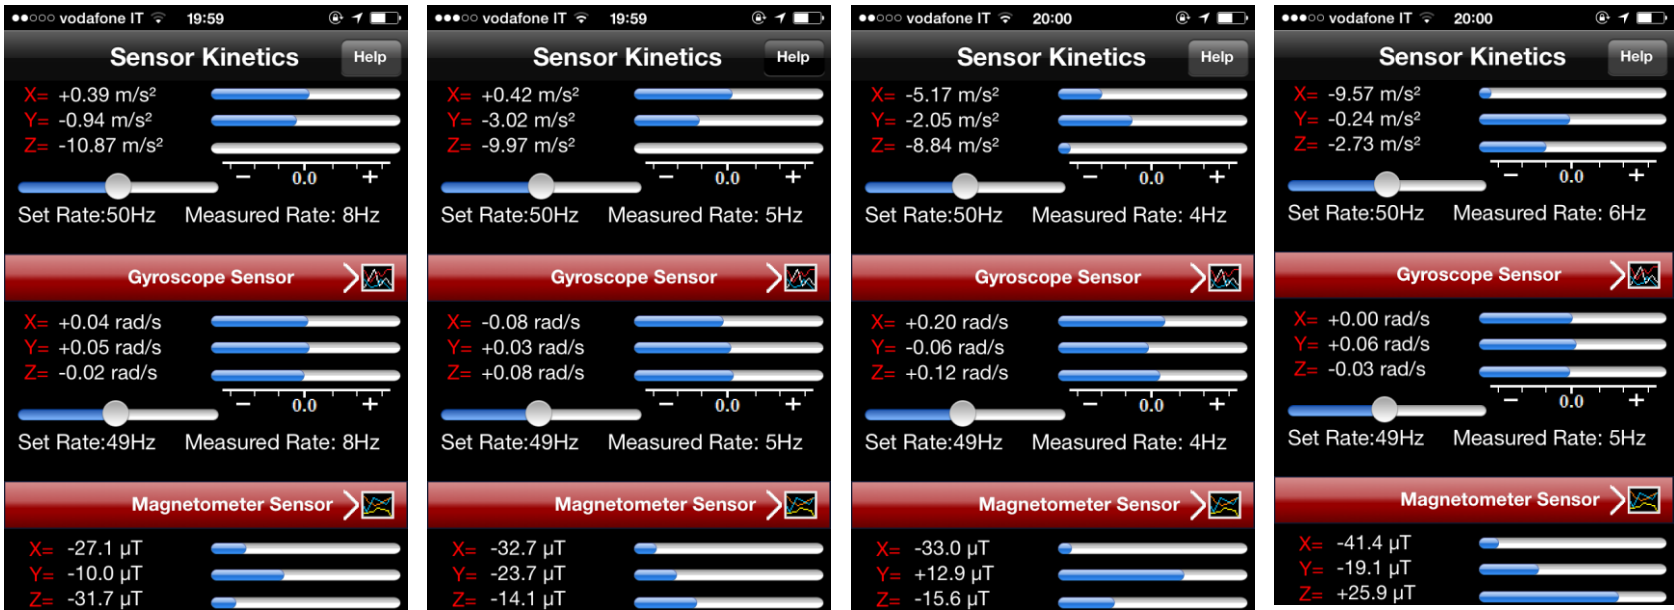 ●●○○○ vodafone IT 19:59
Sensor Kinetics Help
X= +0.39 m/s²
Y= -0.94 m/s²
Z= -10.87 m/s²
− 0.0 +
Set Rate:50Hz Measured Rate: 8Hz
Gyroscope Sensor
X= +0.04 rad/s
Y= +0.05 rad/s
Z= -0.02 rad/s
− 0.0 +
Set Rate:49Hz Measured Rate: 8Hz
Magnetometer Sensor
X= -27.1 µT
Y= -10.0 µT
Z= -31.7 µT
●●●○○ vodafone IT 19:59
Sensor Kinetics Help
X= +0.42 m/s²
Y= -3.02 m/s²
Z= -9.97 m/s²
− 0.0 +
Set Rate:50Hz Measured Rate: 5Hz
Gyroscope Sensor
X= -0.08 rad/s
Y= +0.03 rad/s
Z= +0.08 rad/s
− 0.0 +
Set Rate:49Hz Measured Rate: 5Hz
Magnetometer Sensor
X= -32.7 µT
Y= -23.7 µT
Z= -14.1 µT
●●○○○ vodafone IT 20:00
Sensor Kinetics Help
X= -5.17 m/s²
Y= -2.05 m/s²
Z= -8.84 m/s²
− 0.0 +
Set Rate:50Hz Measured Rate: 4Hz
Gyroscope Sensor
X= +0.20 rad/s
Y= -0.06 rad/s
Z= +0.12 rad/s
− 0.0 +
Set Rate:49Hz Measured Rate: 4Hz
Magnetometer Sensor
X= -33.0 µT
Y= +12.9 µT
Z= -15.6 µT
●●●○○ vodafone IT 20:00
Sensor Kinetics Help
X= -9.57 m/s²
Y= -0.24 m/s²
Z= -2.73 m/s²
− 0.0 +
Set Rate:50Hz Measured Rate: 6Hz
Gyroscope Sensor
X= +0.00 rad/s
Y= +0.06 rad/s
Z= -0.03 rad/s
− 0.0 +
Set Rate:49Hz Measured Rate: 5Hz
Magnetometer Sensor
X= -41.4 µT
Y= -19.1 µT
Z= +25.9 µT